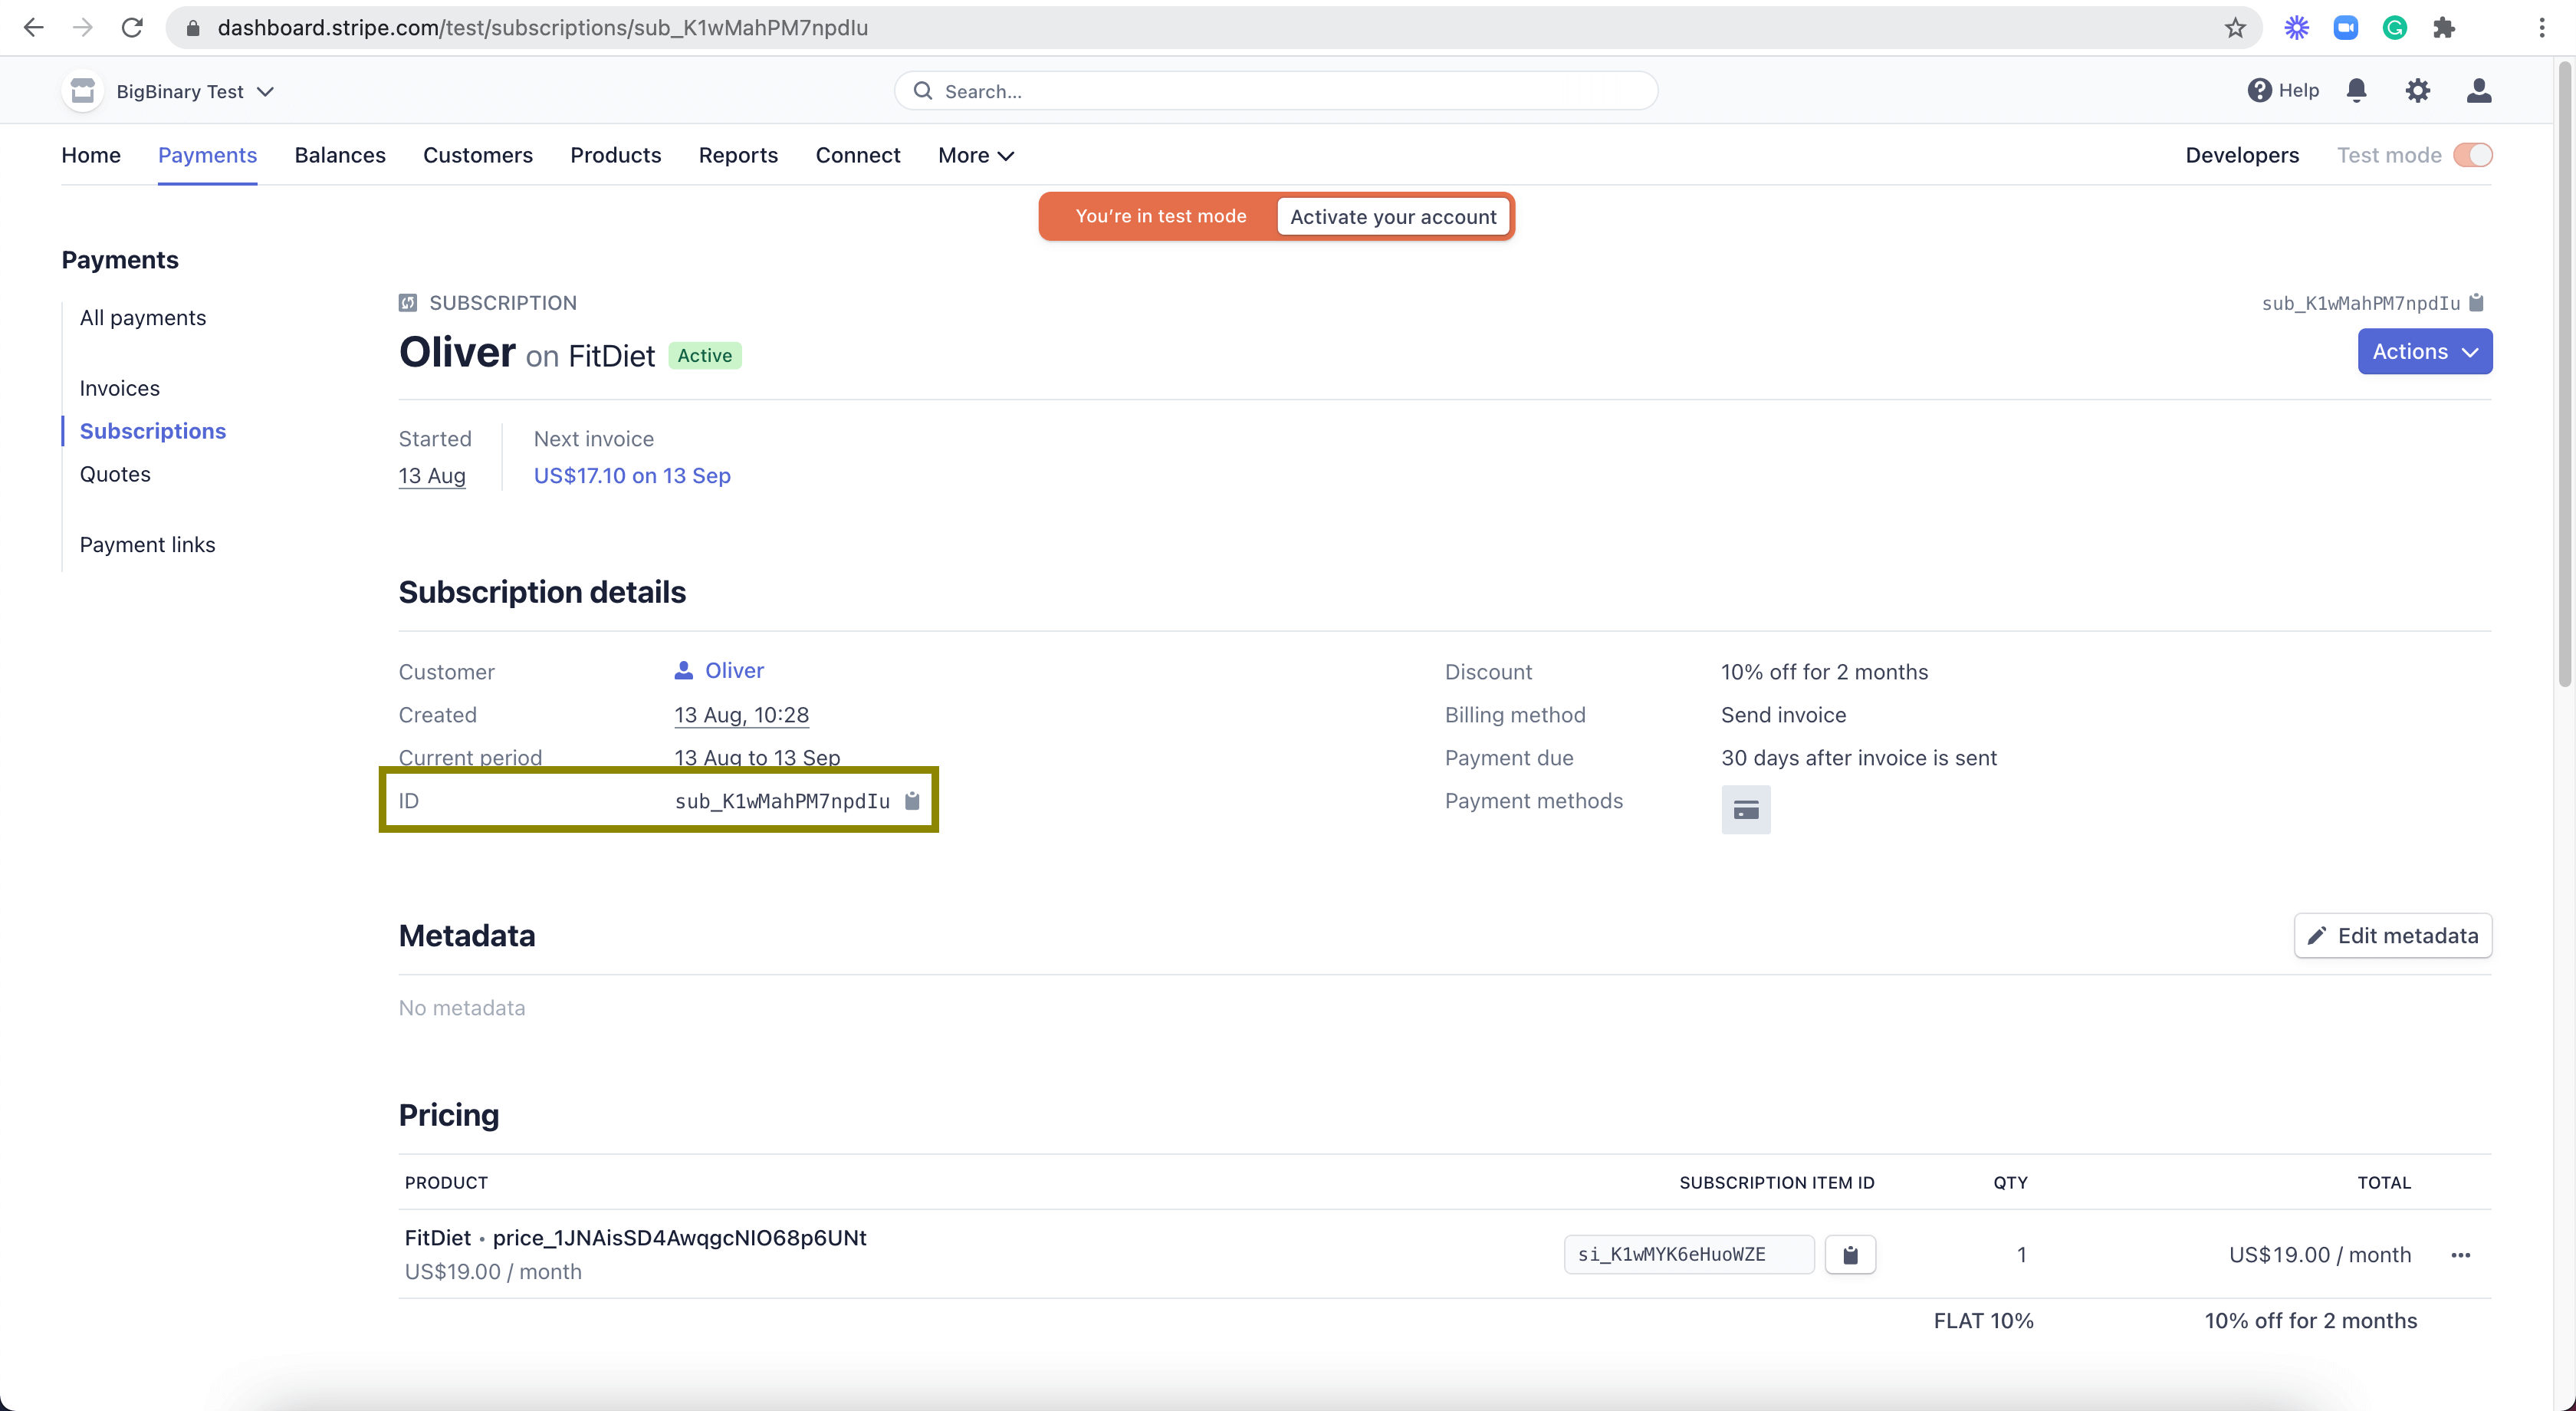 dashboard.stripe.com/test/subscriptions/sub_K1wMahPM7npdIu
BigBinary Test
Search...
Help
Home Payments Balances Customers Products Reports Connect More
Developers Test mode
You're in test mode Activate your account
Payments
All payments
Invoices
Subscriptions
Quotes
Payment links
SUBSCRIPTION
sub_K1wMahPM7npdIu
Oliver on FitDiet Active
Actions
Started Next invoice
13 Aug US$17.10 on 13 Sep
Subscription details
Customer Oliver
Created 13 Aug, 10:28
Current period 13 Aug to 13 Sep
ID sub_K1wMahPM7npdIu
Discount 10% off for 2 months
Billing method Send invoice
Payment due 30 days after invoice is sent
Payment methods
Metadata
Edit metadata
No metadata
Pricing
PRODUCT SUBSCRIPTION ITEM ID QTY TOTAL
FitDiet • price_1JNAisSD4AwqgcNIO68p6UNt
US$19.00 / month
si_K1wMYK6eHuoWZE 1 US$19.00 / month
FLAT 10% 10% off for 2 months